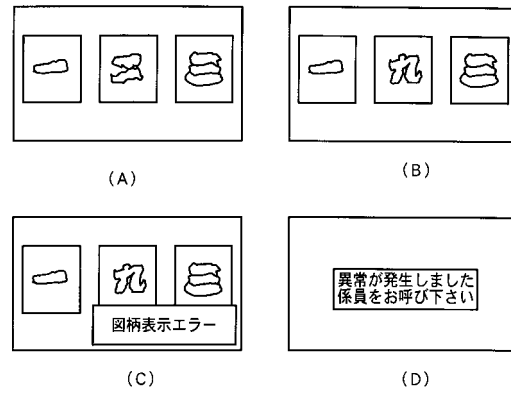 一 三
(A)
一 九 三
(B)
一 九 三
図柄表示エラー
(C)
異常が発生しました
係員をお呼び下さい
(D)